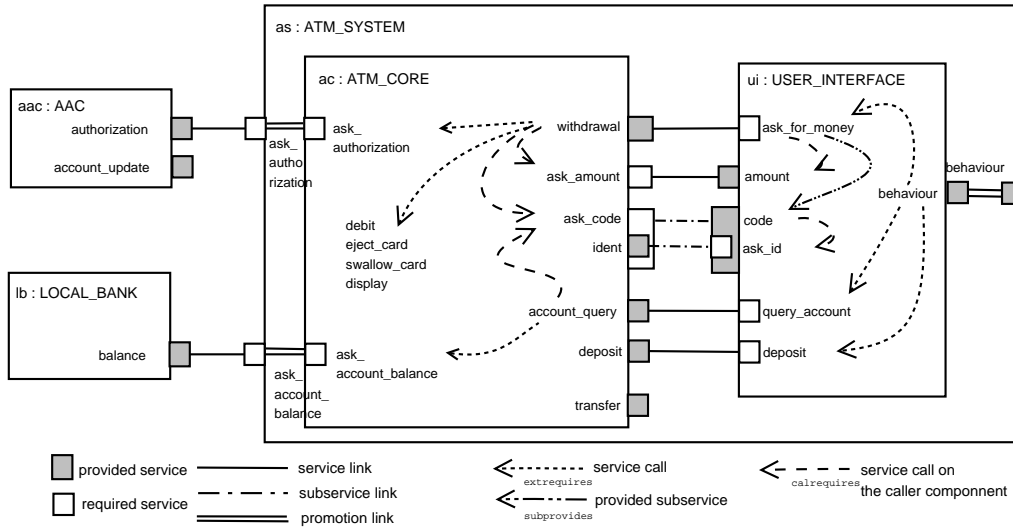 as : ATM_SYSTEM
ac : ATM_CORE
ui : USER_INTERFACE
aac : AAC
authorization
account_update
ask_
autho
rization
ask_
authorization
withdrawal
ask_for_money
ask_amount
amount
behaviour
behaviour
ask_code
code
ident
ask_id
debit
eject_card
swallow_card
display
lb : LOCAL_BANK
balance
account_query
query_account
deposit
deposit
ask_
account_balance
ask_
account_
balance
transfer
provided service
service link
service call
extrequires
service call on
the caller componnent
calrequires
required service
subservice link
provided subservice
subprovides
promotion link